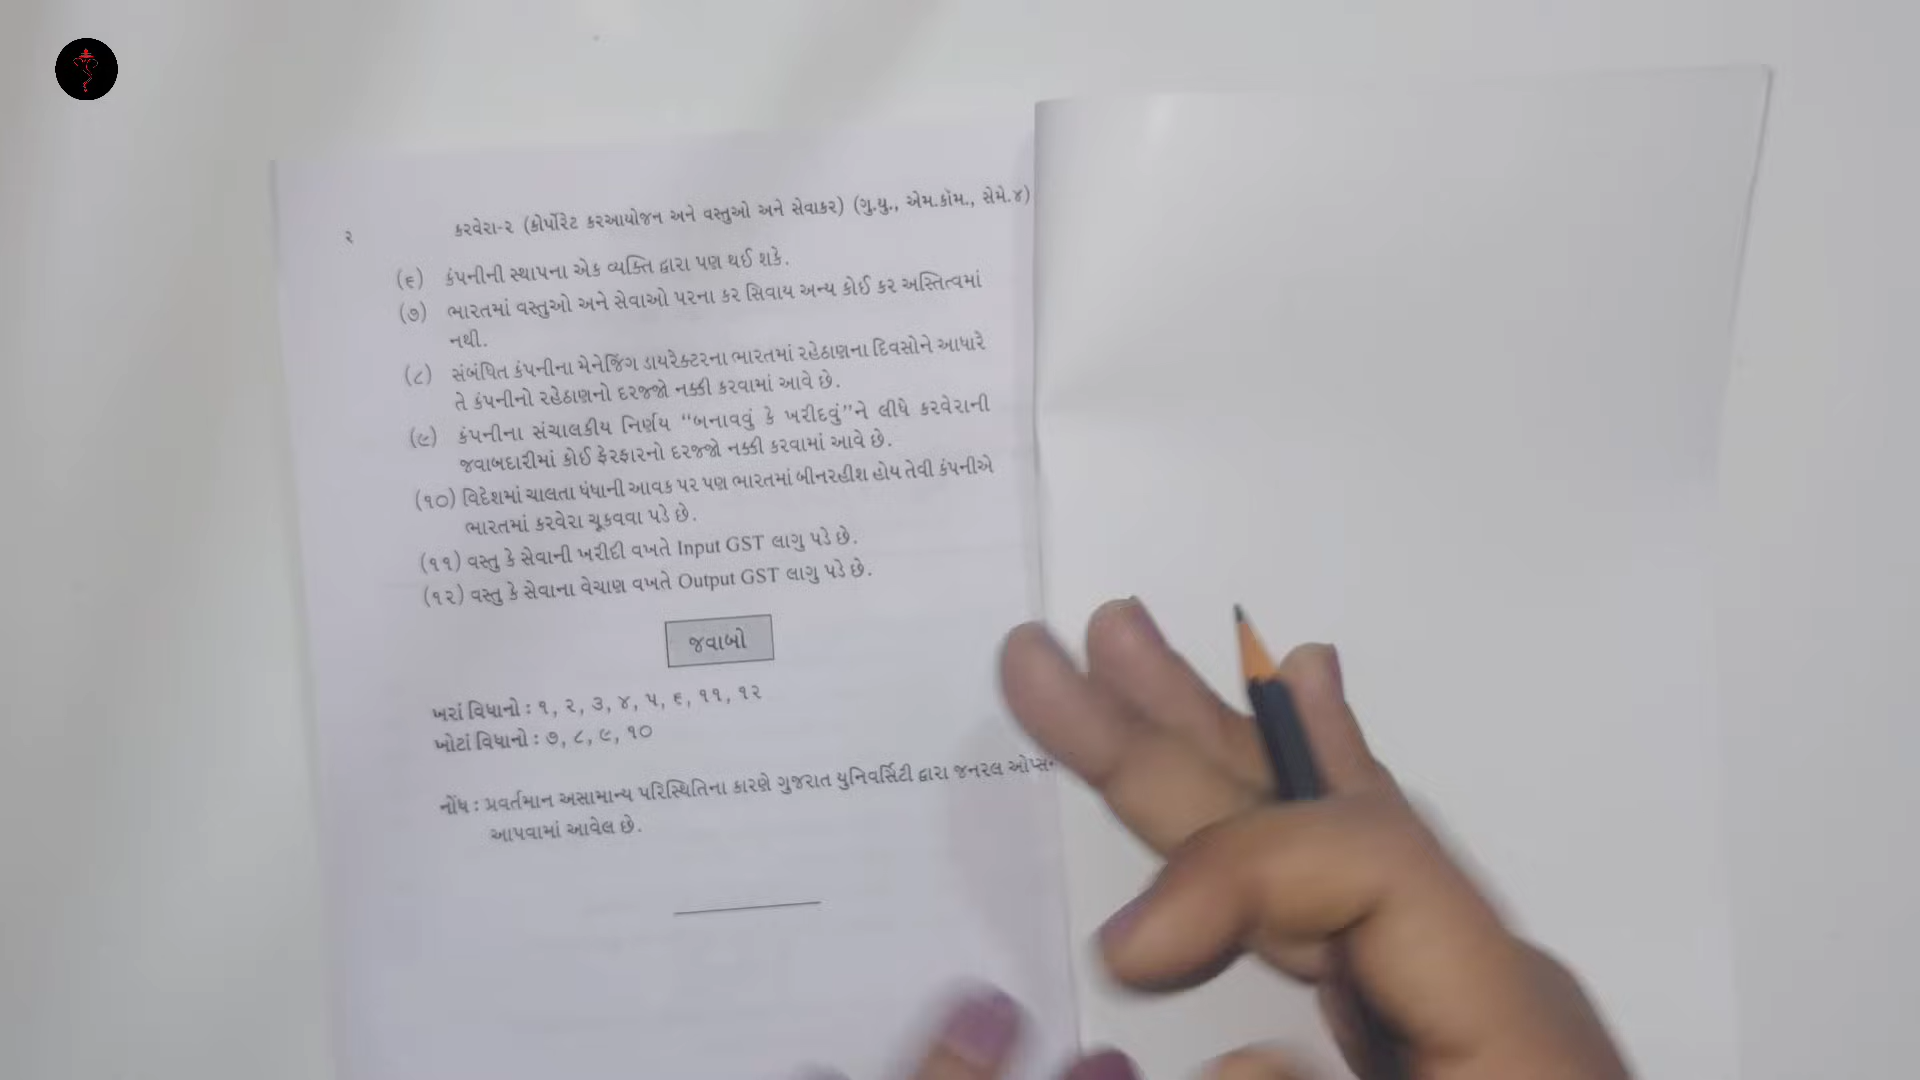 ૨ કરવેરા-૨ (કોર્પોરેટ કરઆયોજન અને વસ્તુઓ અને સેવાકર) (ગુ.યુ., એમ.કોમ., સેમે.૪)
(૬) કંપનીની સ્થાપના એક વ્યક્તિ દ્વારા પણ થઈ શકે.
(૭) ભારતમાં વસ્તુઓ અને સેવાઓ પરના કર સિવાય અન્ય કોઈ કર અસ્તિત્વમાં
નથી.
(૮) સંબંધિત કંપનીના મેનેજિંગ ડાયરેક્ટરના ભારતમાં રહેઠાણના દિવસોને આધારે
તે કંપનીનો રહેઠાણનો દરજ્જો નક્કી કરવામાં આવે છે.
(૯) કંપનીના સંચાલકીય નિર્ણય “બનાવવું કે ખરીદવું”ને લીધે કરવેરાની
જવાબદારીમાં કોઈ ફેરફારનો દરજ્જો નક્કી કરવામાં આવે છે.
(૧૦) વિદેશમાં ચાલતા ધંધાની આવક પર પણ ભારતમાં બીનરહીશ હોય તેવી કંપનીએ
ભારતમાં કરવેરા ચૂકવવા પડે છે.
(૧૧) વસ્તુ કે સેવાની ખરીદી વખતે Input GST લાગુ પડે છે.
(૧૨) વસ્તુ કે સેવાના વેચાણ વખતે Output GST લાગુ પડે છે.
જવાબો
ખરાં વિધાનો : ૧, ૨, ૩, ૪, ૫, ૬, ૧૧, ૧૨
ખોટાં વિધાનો : ૭, ૮, ૯, ૧૦
નોંધ : પ્રવર્તમાન અસામાન્ય પરિસ્થિતિના કારણે ગુજરાત યુનિવર્સિટી દ્વારા જનરલ
આપવામાં આવેલ છે.